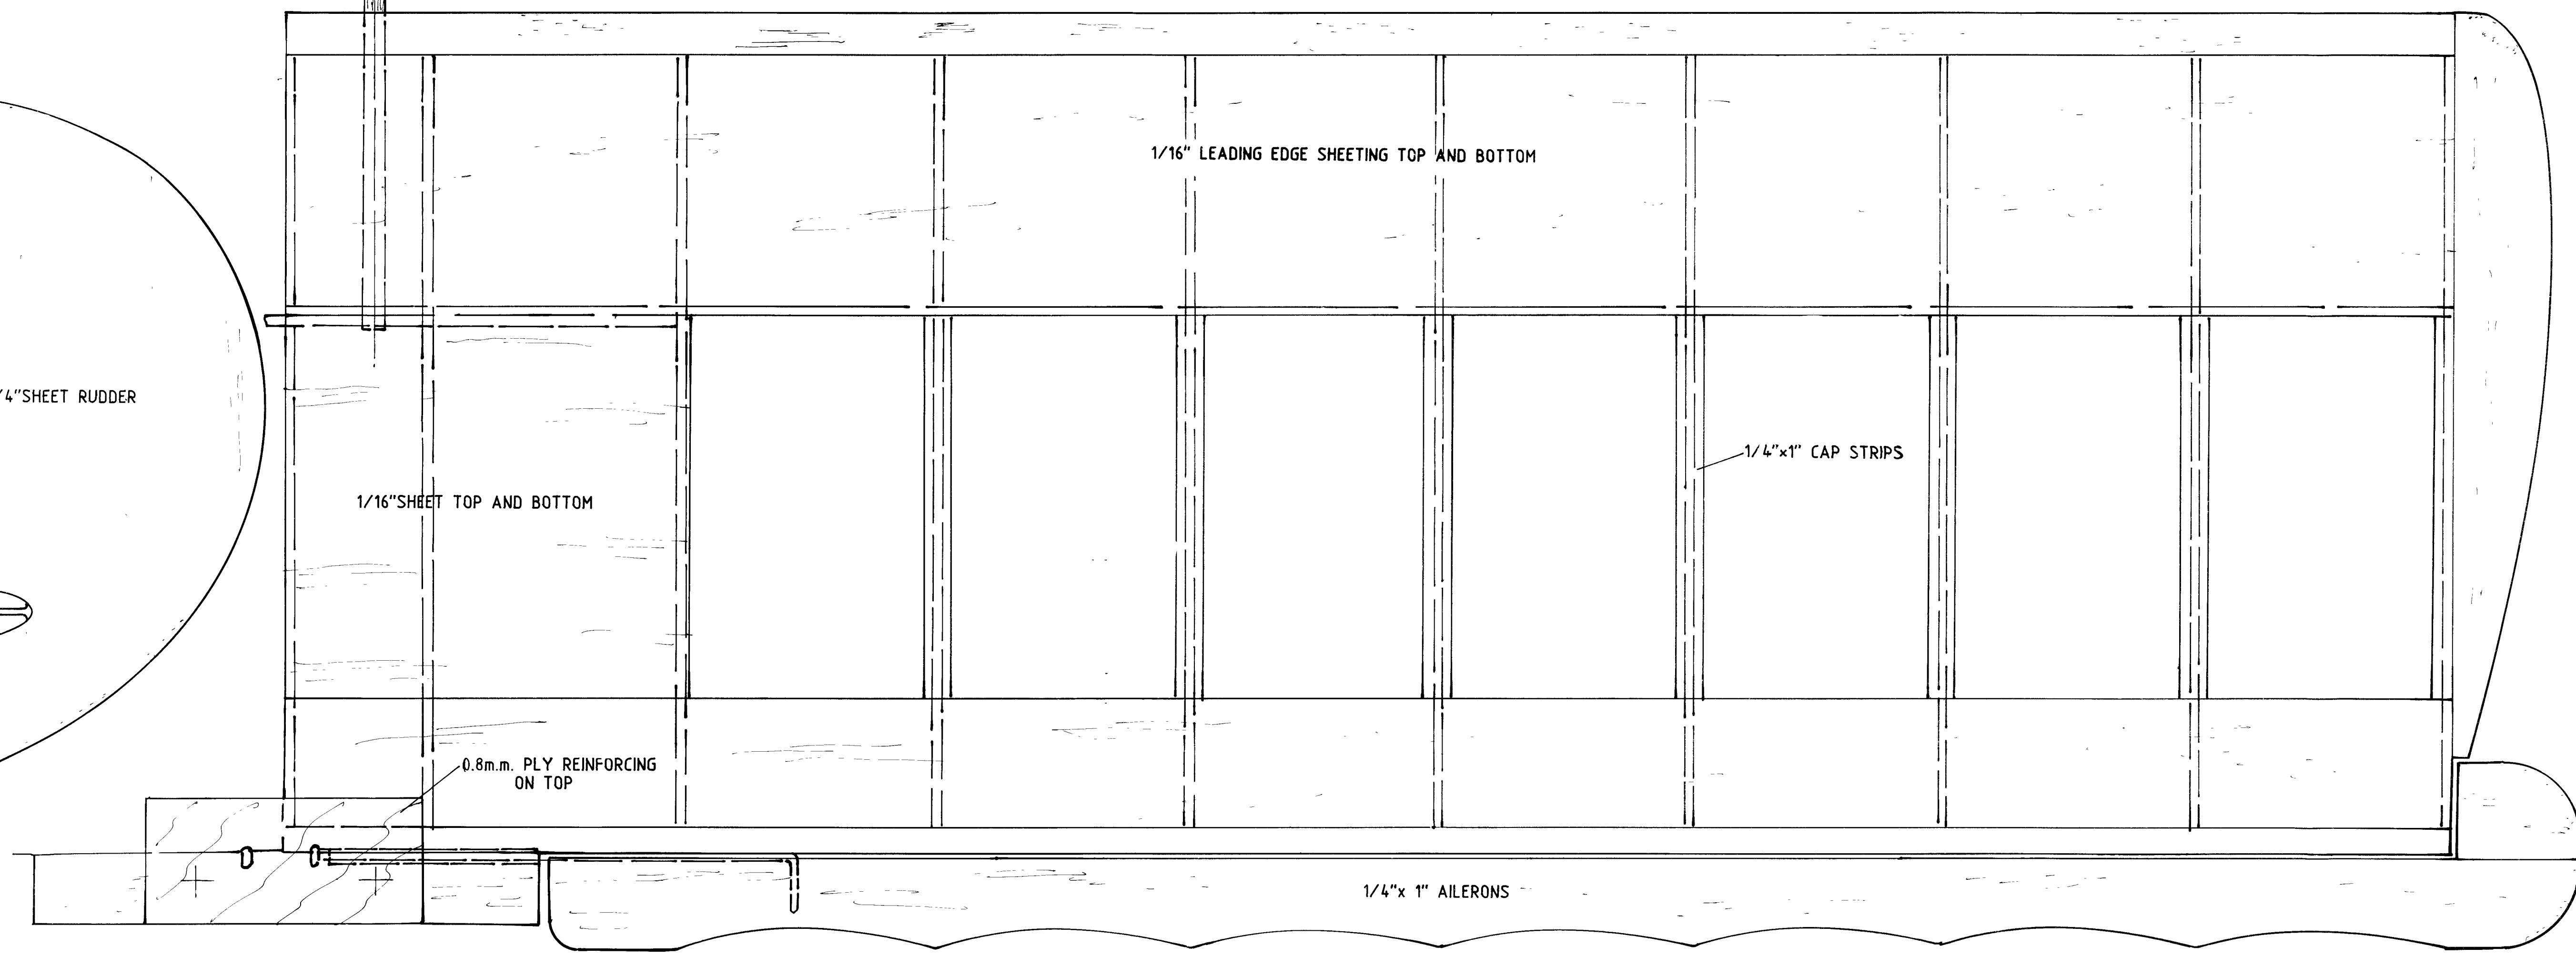 1/16" LEADING EDGE SHEETING TOP AND BOTTOM
/4"SHEET RUDDER
1/4"x1" CAP STRIPS
1/16"SHEET TOP AND BOTTOM
0.8m.m. PLY REINFORCING
ON TOP
1/4"x 1" AILERONS